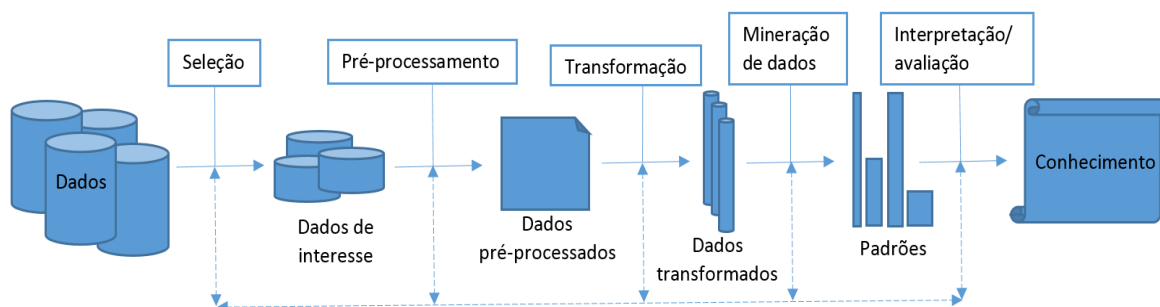 Seleção
Pré-processamento
Transformação
Mineração
de dados
Interpretação/
avaliação
Dados
Dados de
interesse
Dados
pré-processados
Dados
transformados
Padrões
Conhecimento